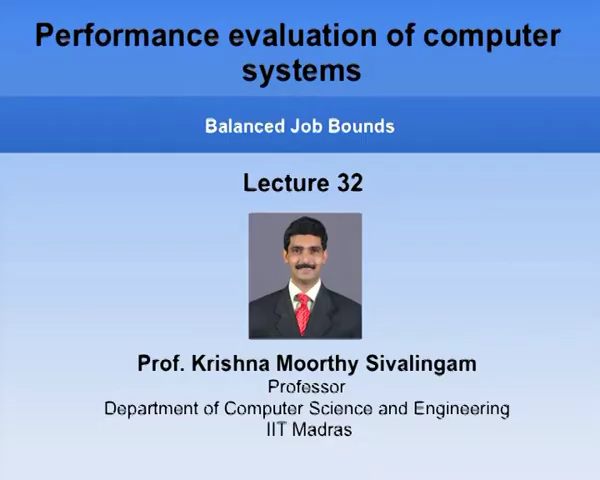 Performance evaluation of computer
systems
Balanced Job Bounds
Lecture 32
Prof. Krishna Moorthy Sivalingam
Professor
Department of Computer Science and Engineering
IIT Madras